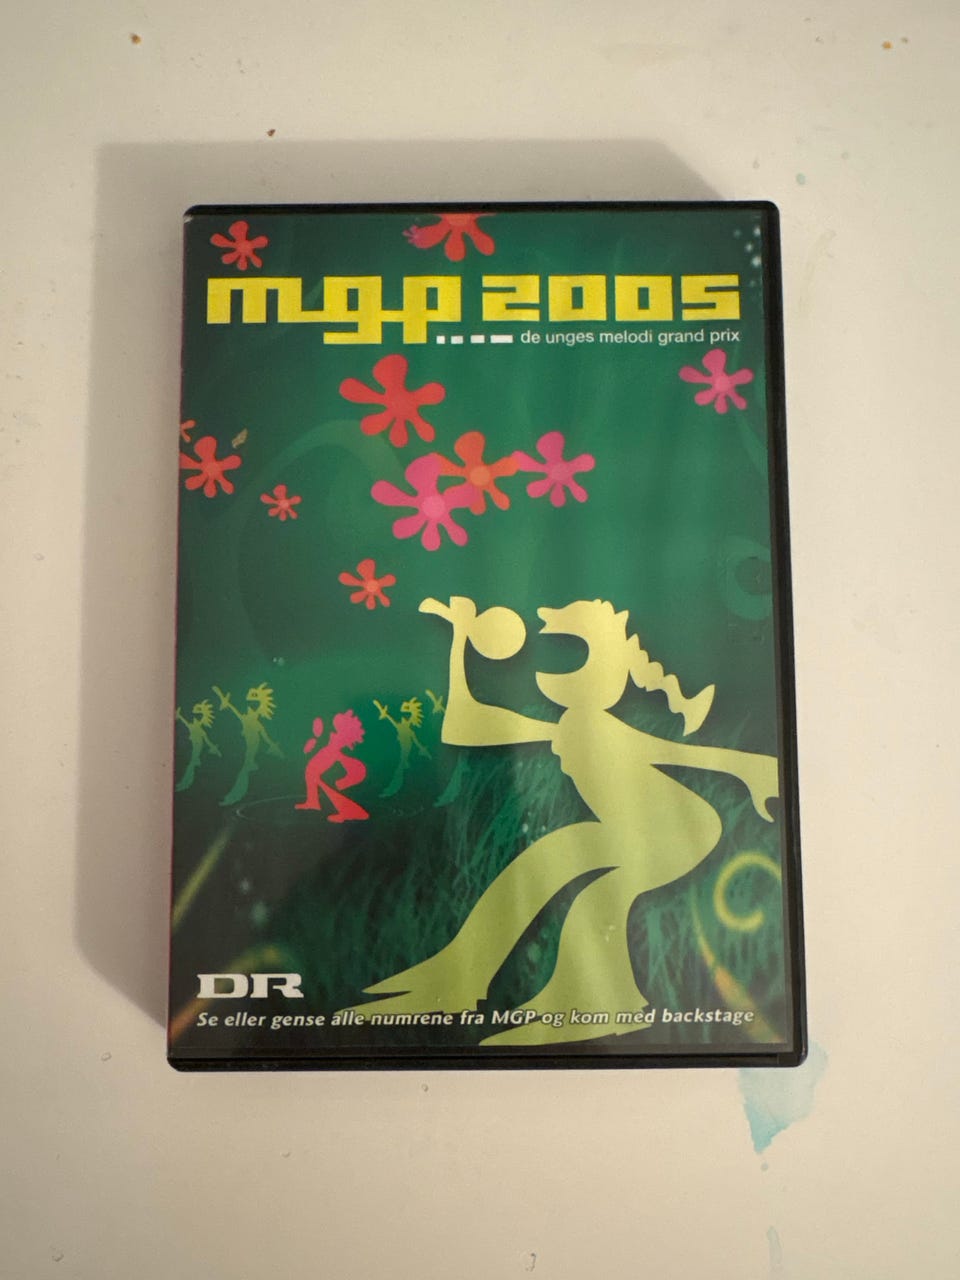 mgp 2005
de unges melodi grand prix
DR
Se eller gense alle numrene fra MGP og kom med backstage